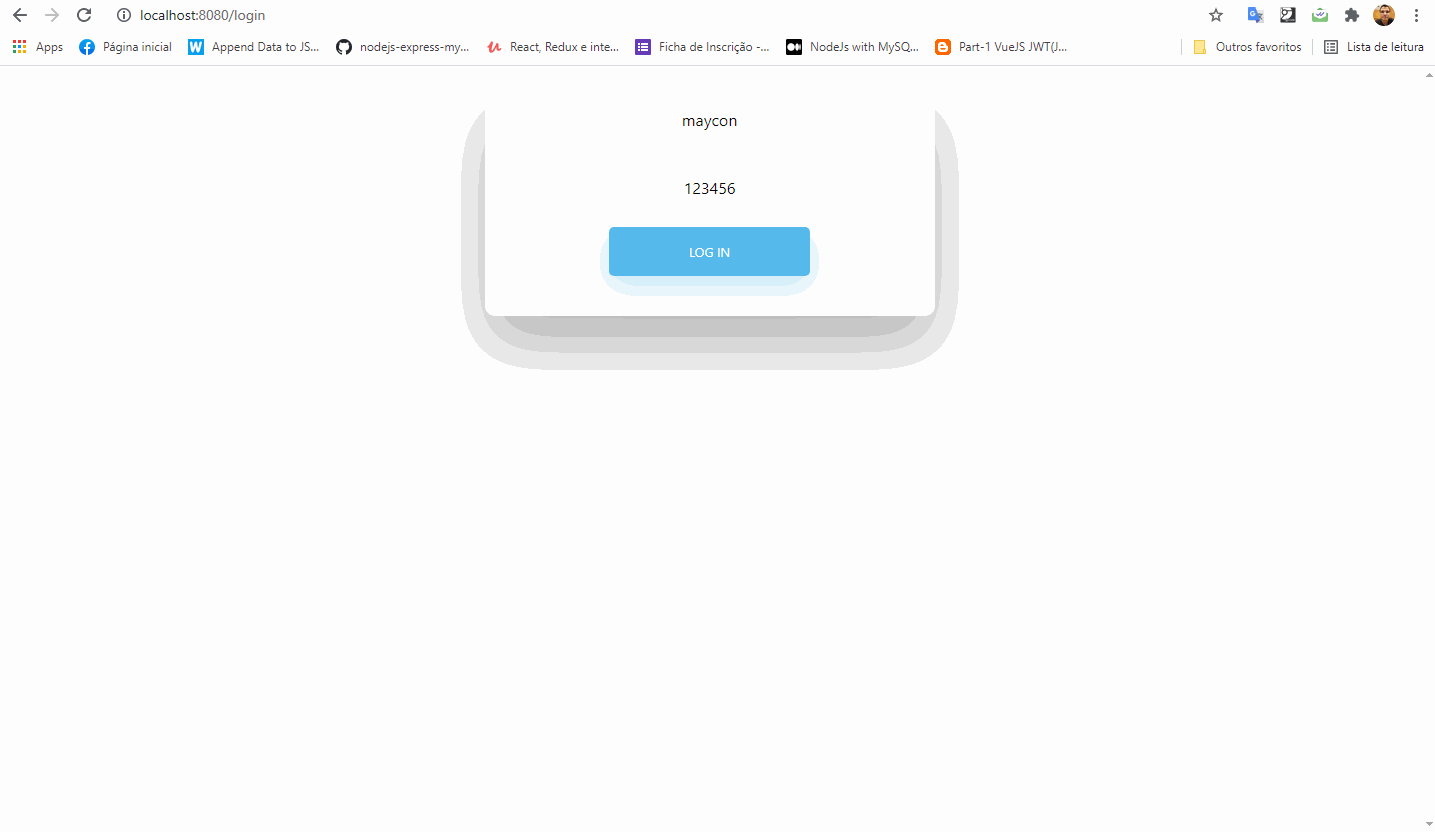 localhost:8080/login
Apps Página inicial Append Data to JS... nodejs-express-my... React, Redux e inte... Ficha de Inscrição -... NodeJs with MySQ... Part-1 VueJS JWT(J... Outros favoritos Lista de leitura
maycon
123456
LOG IN